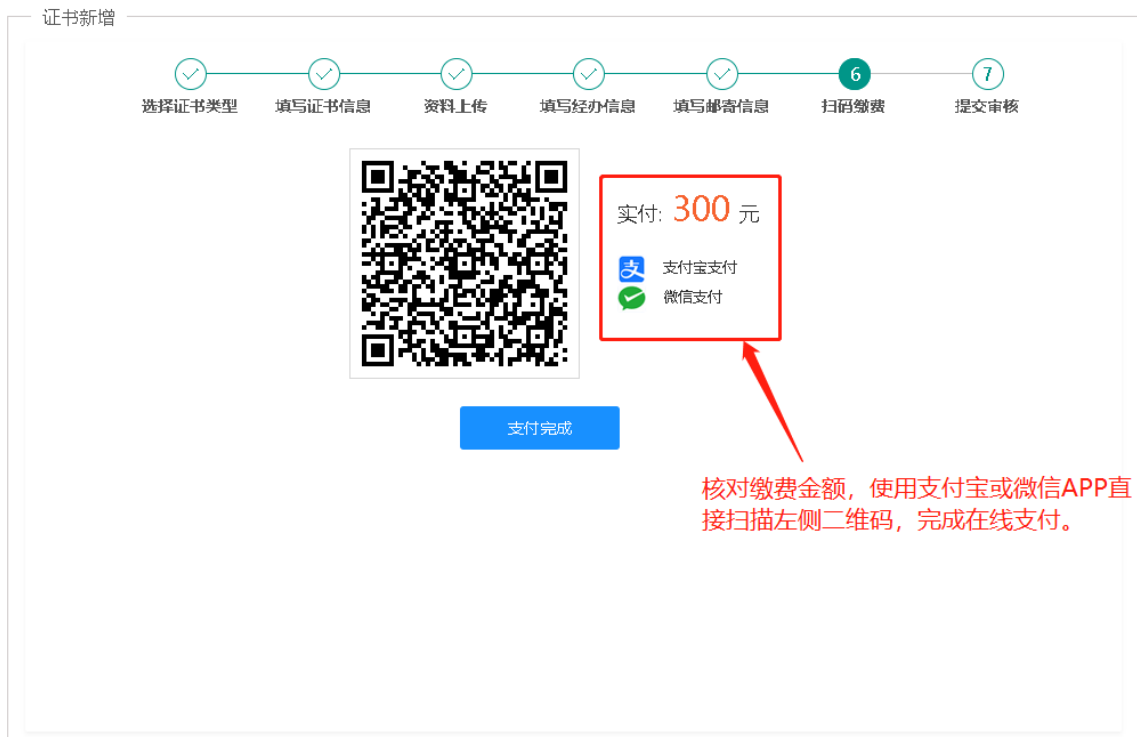 证书新增
6
7
选择证书类型
填写证书信息
资料上传
填写经办信息
填写邮寄信息
扫码缴费
提交审核
实付: 300 元
支
支付宝支付
微信支付
支付完成
核对缴费金额，使用支付宝或微信APP直
接扫描左侧二维码，完成在线支付。